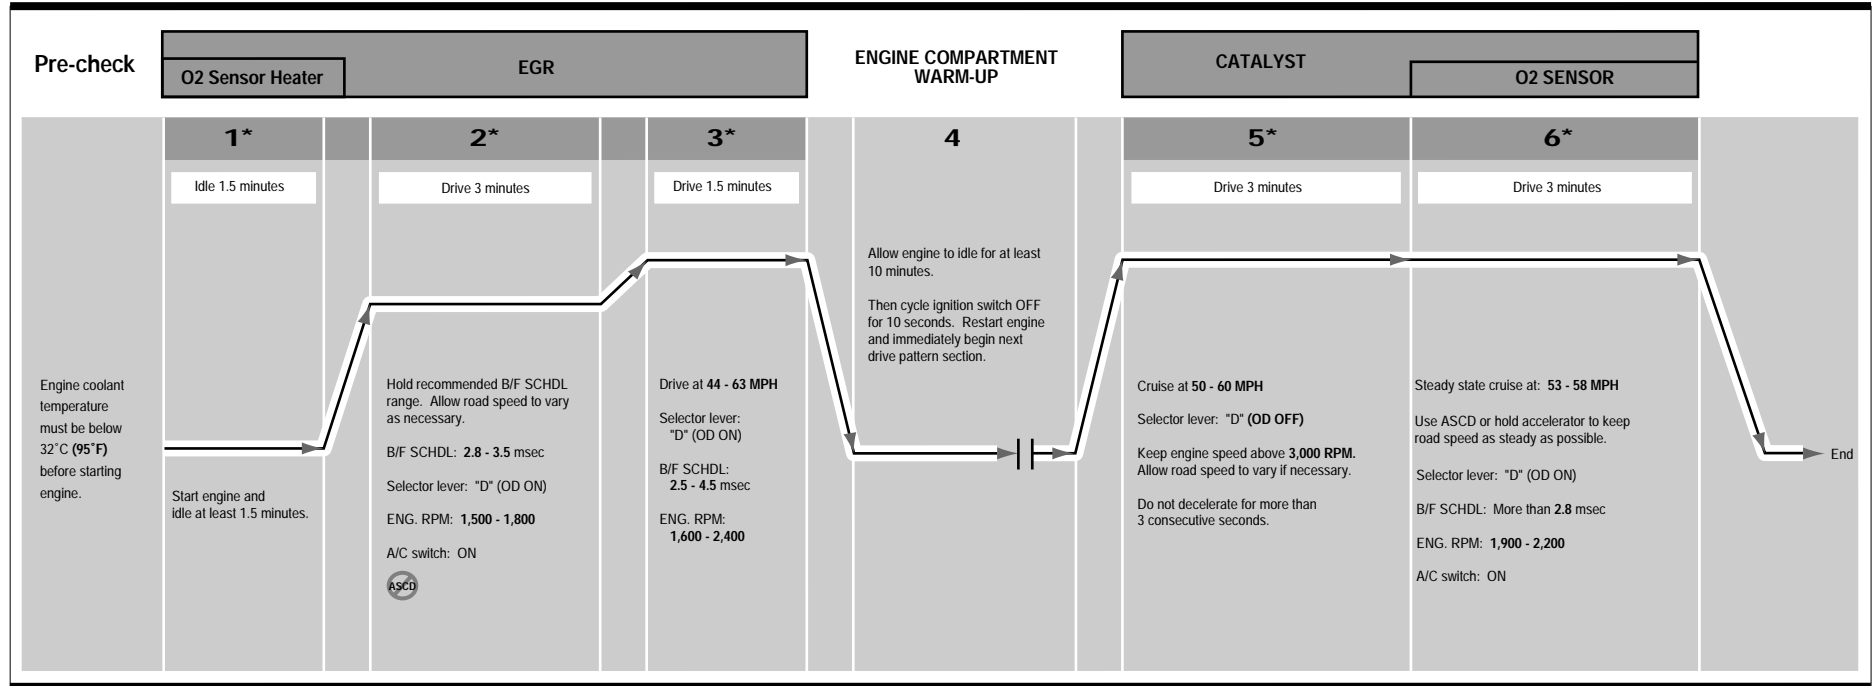 Pre-check
O2 Sensor Heater
EGR
ENGINE COMPARTMENT
WARM-UP
CATALYST
O2 SENSOR
1*
2*
3*
4
5*
6*
Idle 1.5 minutes
Drive 3 minutes
Drive 1.5 minutes
Drive 3 minutes
Drive 3 minutes
Engine coolant
temperature
must be below
32˚C (95˚F)
before starting
engine.
Start engine and
idle at least 1.5 minutes.
Hold recommended B/F SCHDL
range. Allow road speed to vary
as necessary.
B/F SCHDL: 2.8 - 3.5 msec
Selector lever: "D" (OD ON)
ENG. RPM: 1,500 - 1,800
A/C switch: ON
ASCD
Drive at 44 - 63 MPH
Selector lever:
"D" (OD ON)
B/F SCHDL:
2.5 - 4.5 msec
ENG. RPM:
1,600 - 2,400
Allow engine to idle for at least
10 minutes.
Then cycle ignition switch OFF
for 10 seconds. Restart engine
and immediately begin next
drive pattern section.
Cruise at 50 - 60 MPH
Selector lever: "D" (OD OFF)
Keep engine speed above 3,000 RPM.
Allow road speed to vary if necessary.
Do not decelerate for more than
3 consecutive seconds.
Steady state cruise at: 53 - 58 MPH
Use ASCD or hold accelerator to keep
road speed as steady as possible.
Selector lever: "D" (OD ON)
B/F SCHDL: More than 2.8 msec
ENG. RPM: 1,900 - 2,200
A/C switch: ON
End